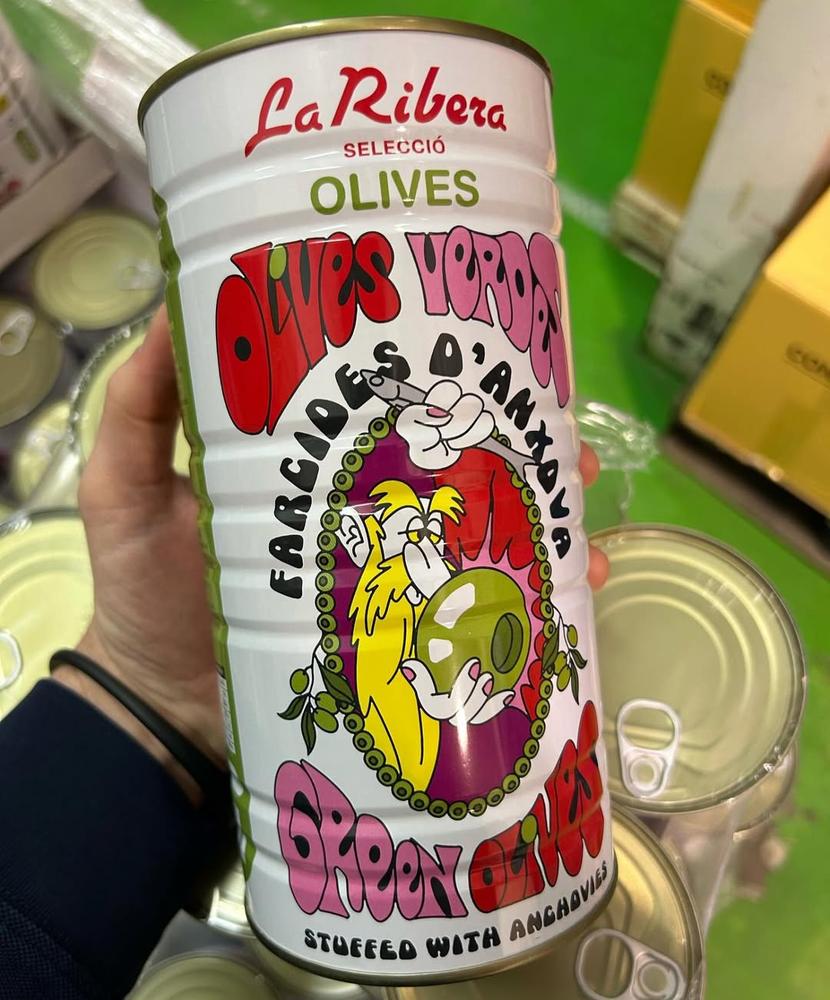 La Ribera
SELECCIÓ
OLIVES
OLIVES VERDES
FARCIDES D'ANXOVA
GREEN OLIVES
STUFFED WITH ANCHOVIES